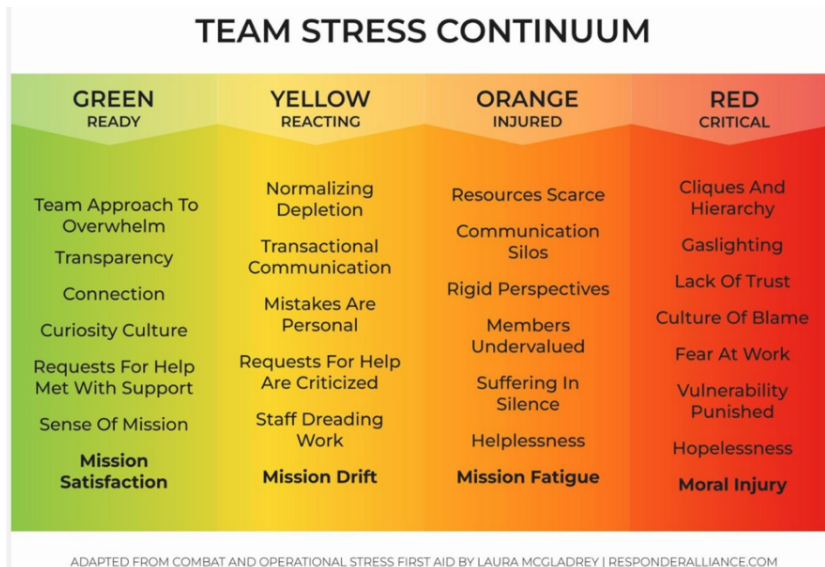 TEAM STRESS CONTINUUM
GREEN
READY
Team Approach To
Overwhelm
Transparency
Connection
Curiosity Culture
Requests For Help
Met With Support
Sense Of Mission
Mission
Satisfaction
YELLOW
REACTING
Normalizing
Depletion
Transactional
Communication
Mistakes Are
Personal
Requests For Help
Are Criticized
Staff Dreading
Work
Mission Drift
ORANGE
INJURED
Resources Scarce
Communication
Silos
Rigid Perspectives
Members
Undervalued
Suffering In
Silence
Helplessness
Mission Fatigue
RED
CRITICAL
Cliques And
Hierarchy
Gaslighting
Lack Of Trust
Culture Of Blame
Fear At Work
Vulnerability
Punished
Hopelessness
Moral Injury
ADAPTED FROM COMBAT AND OPERATIONAL STRESS FIRST AID BY LAURA MCGLADREY | RESPONDERALLIANCE.COM